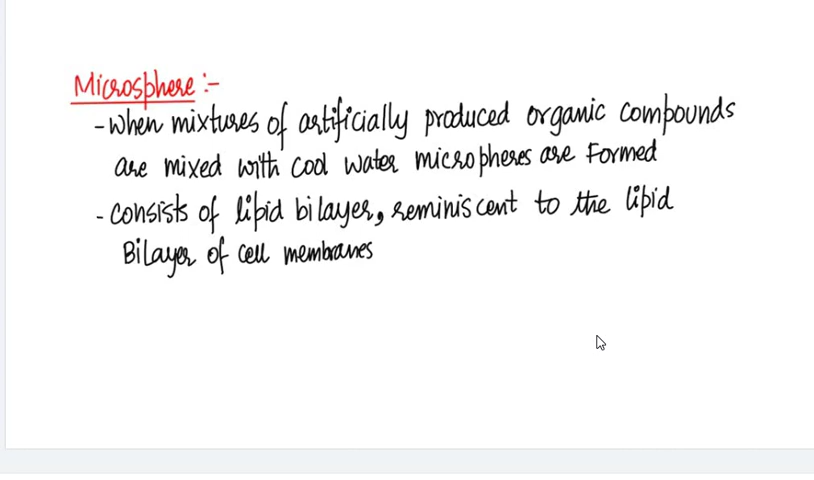 Microsphere :-
- When mixtures of artificially produced organic compounds
are mixed with cool water micropheres are Formed
- Consists of lipid bilayer, reminiscent to the lipid
Bilayer of cell membranes